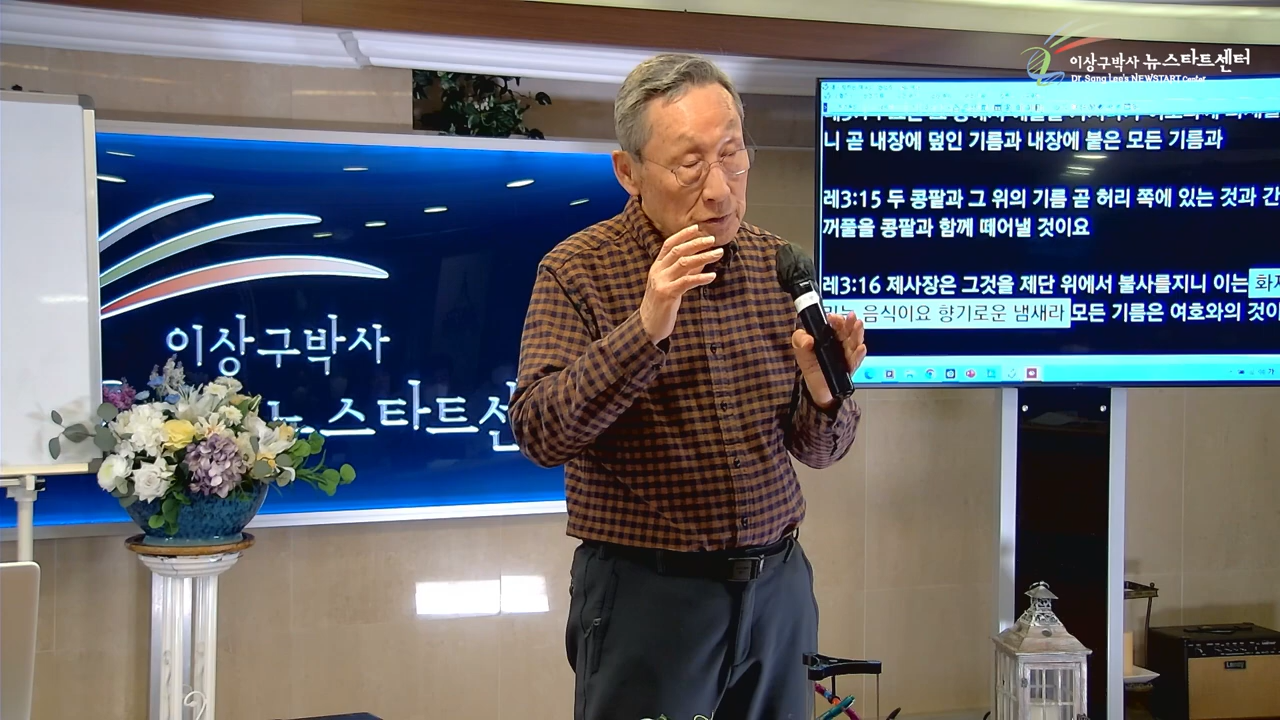 이상구박사 뉴스타트센터
Dr. Sang Lee's NEWSTART Center
니 곧 내장에 덮인 기름과 내장에 붙은 모든 기름과
레3:15 두 콩팥과 그 위의 기름 곧 허리 쪽에 있는 것과 간
꺼풀을 콩팥과 함께 떼어낼 것이요
레3:16 제사장은 그것을 제단 위에서 불사를지니 이는 화
음식이요 향기로운 냄새라 모든 기름은 여호와의 것이
이상구박사
뉴스타트센
Laney